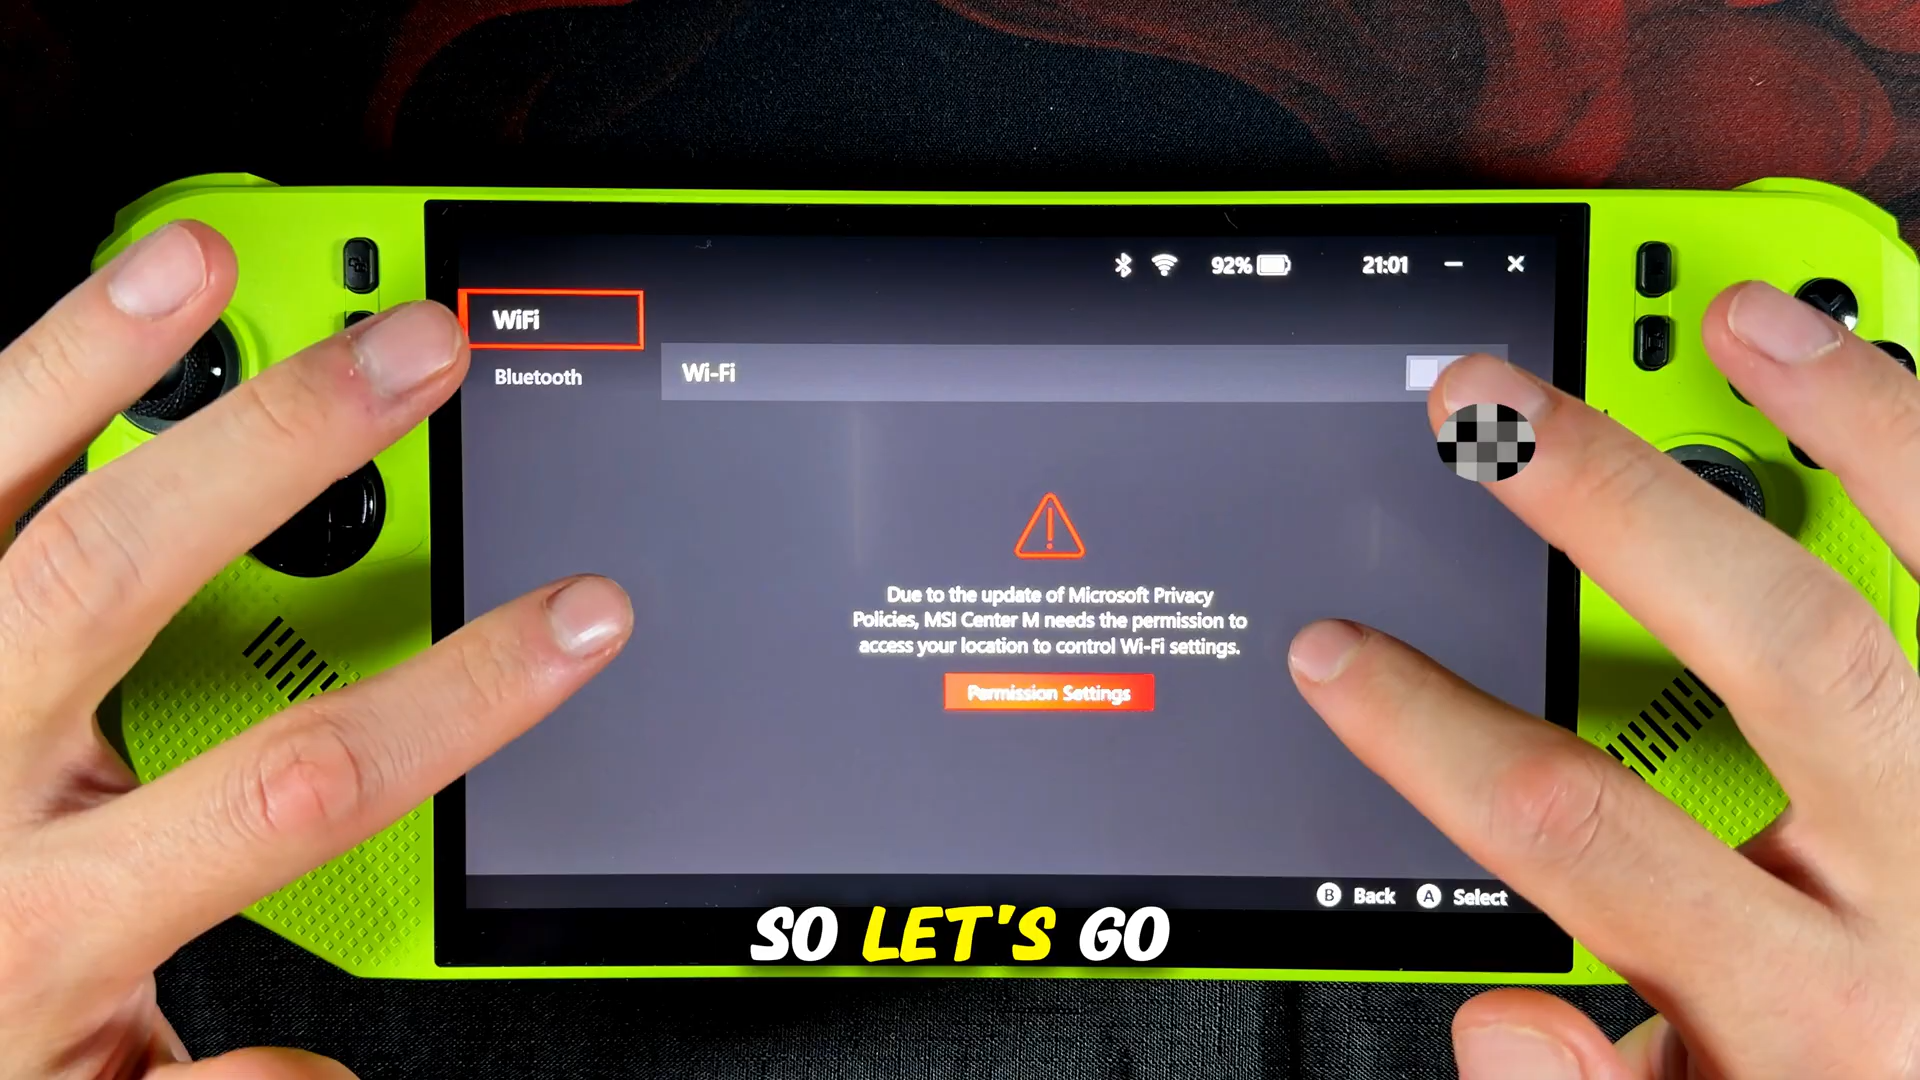 92%
21:01
WiFi
Bluetooth
Wi-Fi
Due to the update of Microsoft Privacy
Policies, MSI Center M needs the permission to
access your location to control Wi-Fi settings.
Permission Settings
B Back A Select
SO LET'S GO